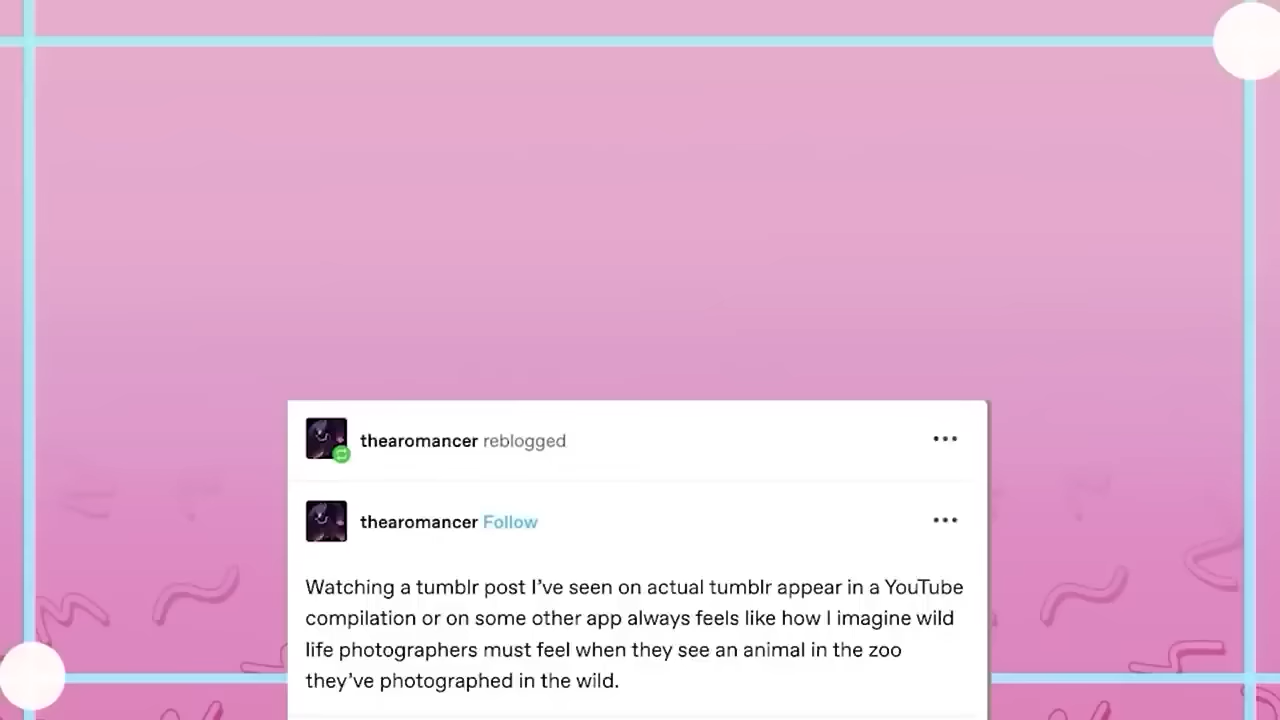 thearomancer reblogged
thearomancer Follow
Watching a tumblr post I’ve seen on actual tumblr appear in a YouTube
compilation or on some other app always feels like how I imagine wild
life photographers must feel when they see an animal in the zoo
they’ve photographed in the wild.